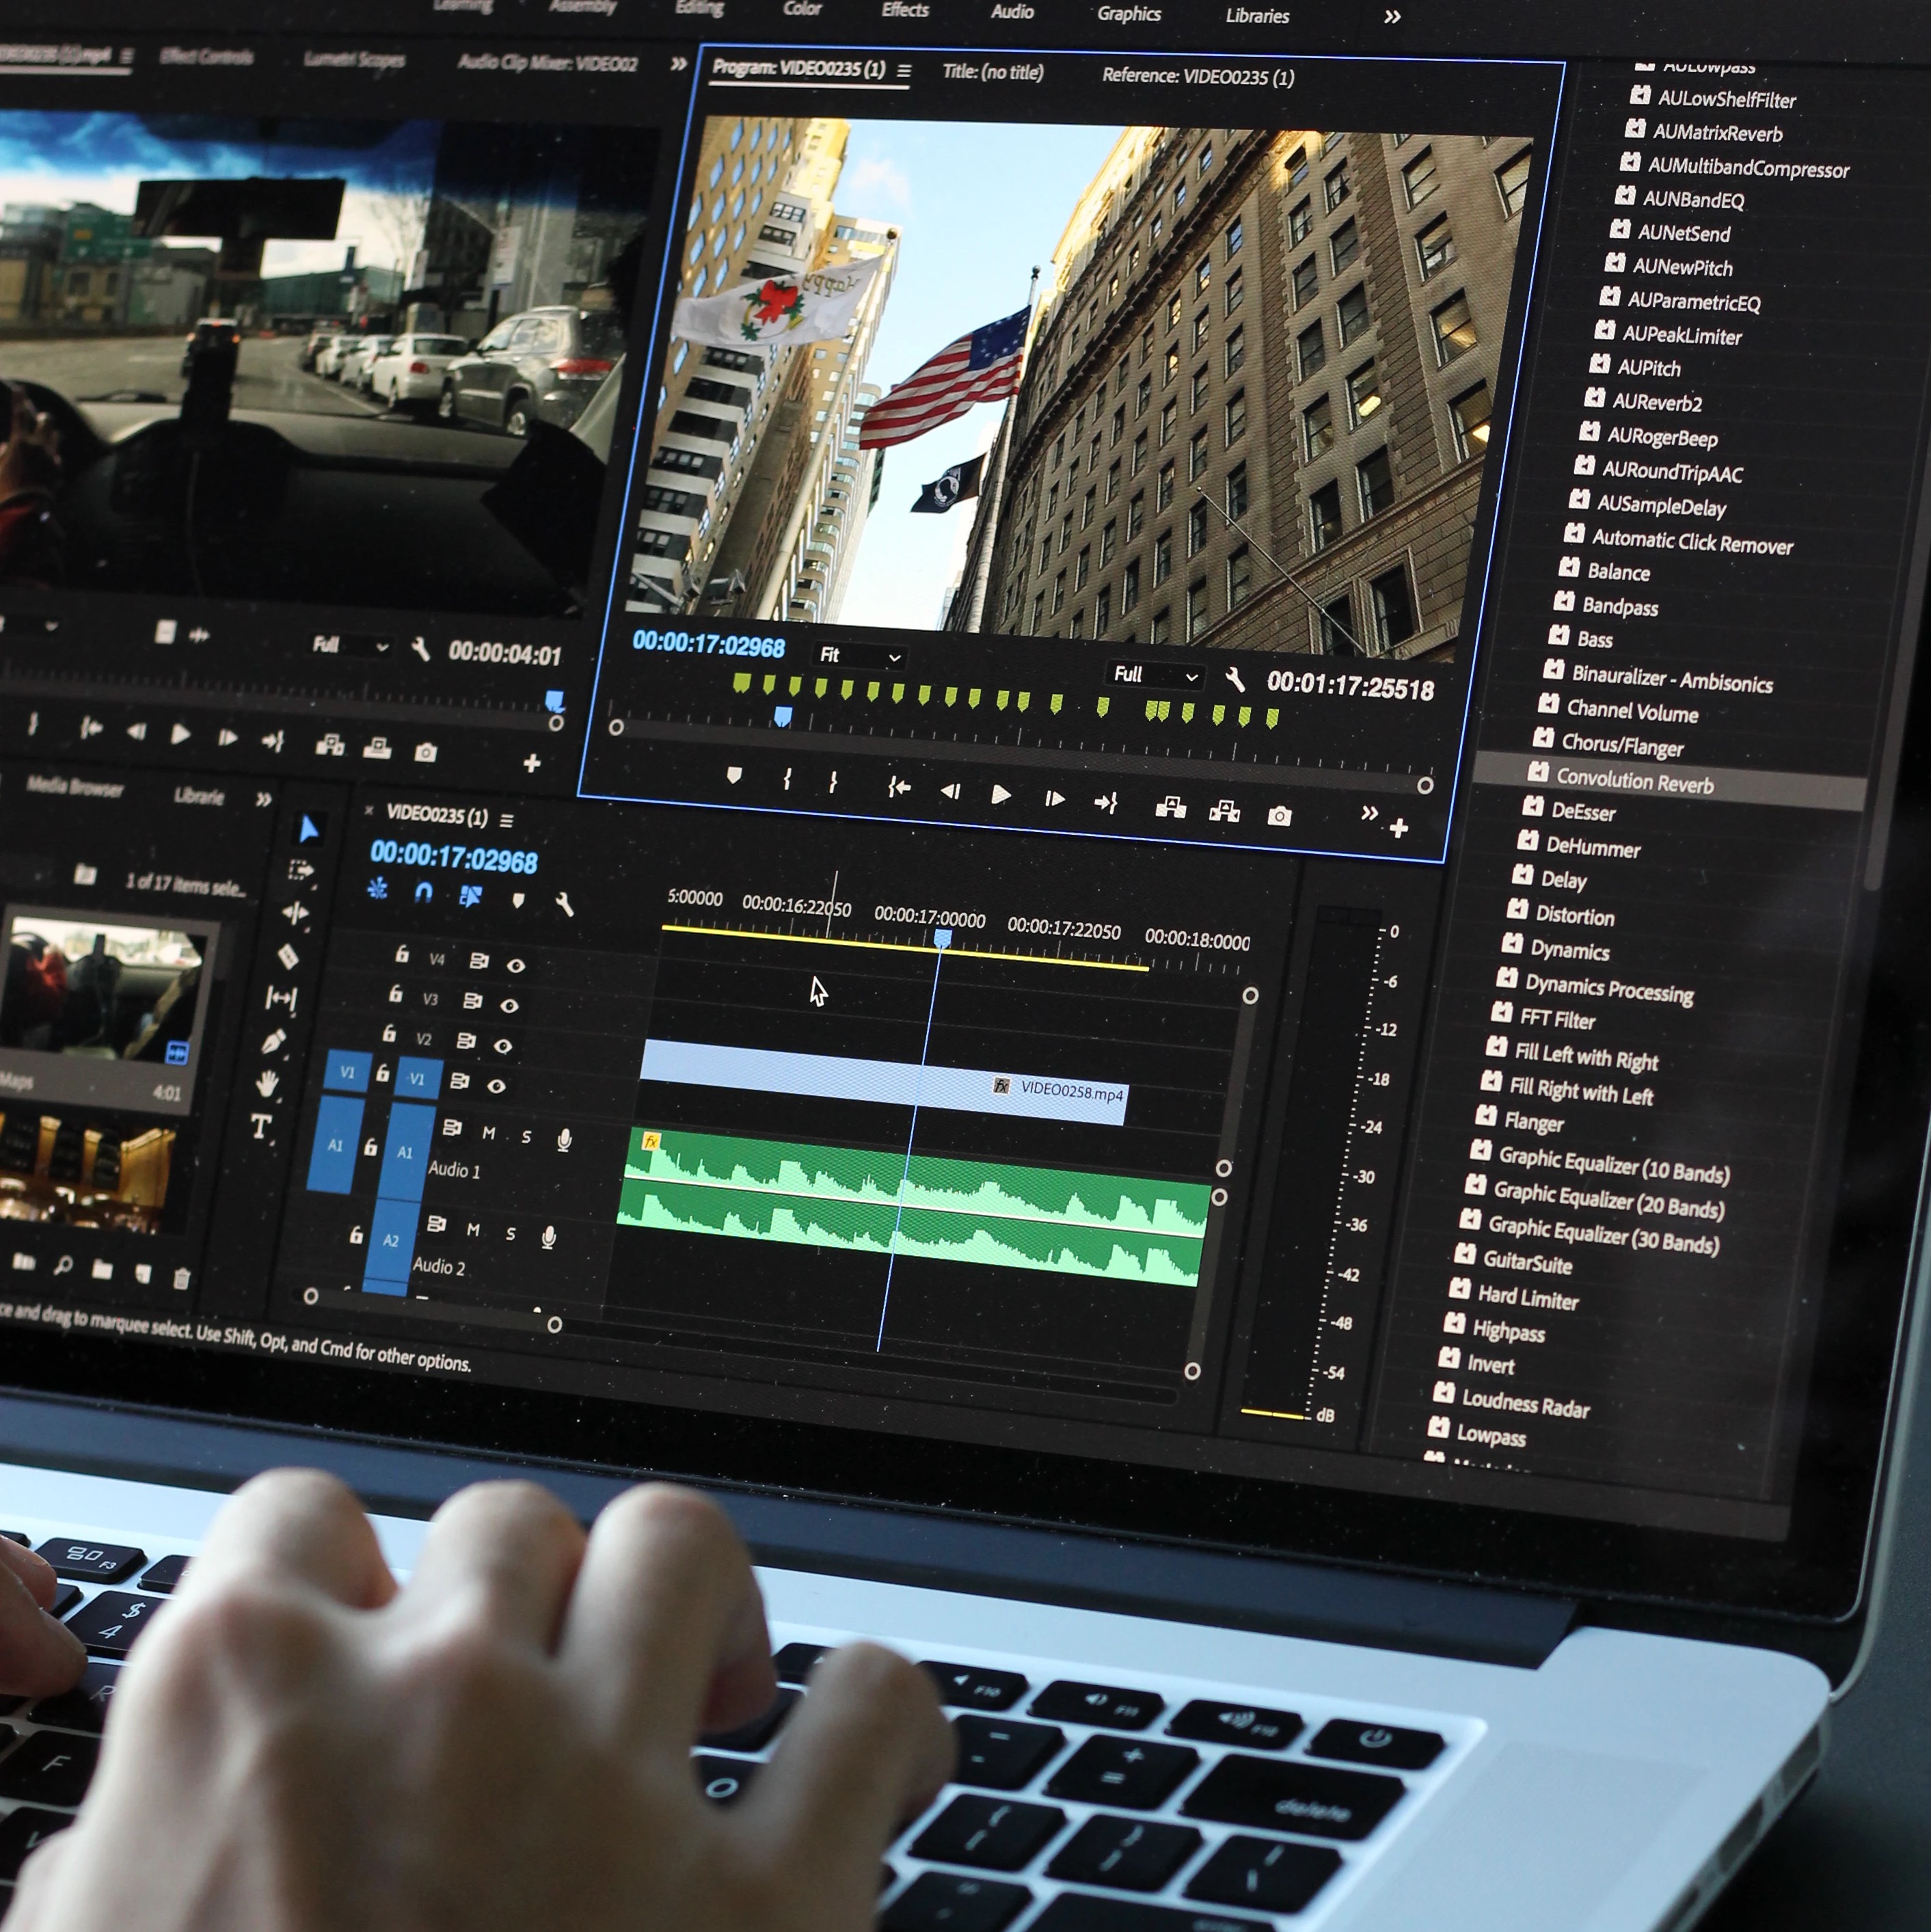 Learning Assembly Editing Color Effects Audio Graphics Libraries
Effect Controls Lumetri Scopes Audio Clip Mixer: VIDEO02
Program: VIDEO0235 (1) Title: (no title) Reference: VIDEO0235 (1)
Happy
Full 00:00:04:01
00:00:17:02968 Fit Full 00:01:17:25518
Media Browser Librarie
1 of 17 items sele...
Maps 4:01
VIDEO0235 (1)
00:00:17:02968
5:00000 00:00:16:22050 00:00:17:00000 00:00:17:22050 00:00:18:0000
V4
V3
V2
V1 V1
fx VIDEO0258.mp4
A1 A1 M S
Audio 1
fx
A2 M S
Audio 2
0
-6
-12
-18
-24
-30
-36
-42
-48
-54
dB
ce and drag to marquee select. Use Shift, Opt, and Cmd for other options.
AULowpass
AULowShelfFilter
AUMatrixReverb
AUMultibandCompressor
AUNBandEQ
AUNetSend
AUNewPitch
AUParametricEQ
AUPeakLimiter
AUPitch
AUReverb2
AURogerBeep
AURoundTripAAC
AUSampleDelay
Automatic Click Remover
Balance
Bandpass
Bass
Binauralizer - Ambisonics
Channel Volume
Chorus/Flanger
Convolution Reverb
DeEsser
DeHummer
Delay
Distortion
Dynamics
Dynamics Processing
FFT Filter
Fill Left with Right
Fill Right with Left
Flanger
Graphic Equalizer (10 Bands)
Graphic Equalizer (20 Bands)
Graphic Equalizer (30 Bands)
GuitarSuite
Hard Limiter
Highpass
Invert
Loudness Radar
Lowpass
F3
$
4
R
F
O
F10 F11 F12
- + =
delete
{ [
} ]
| \